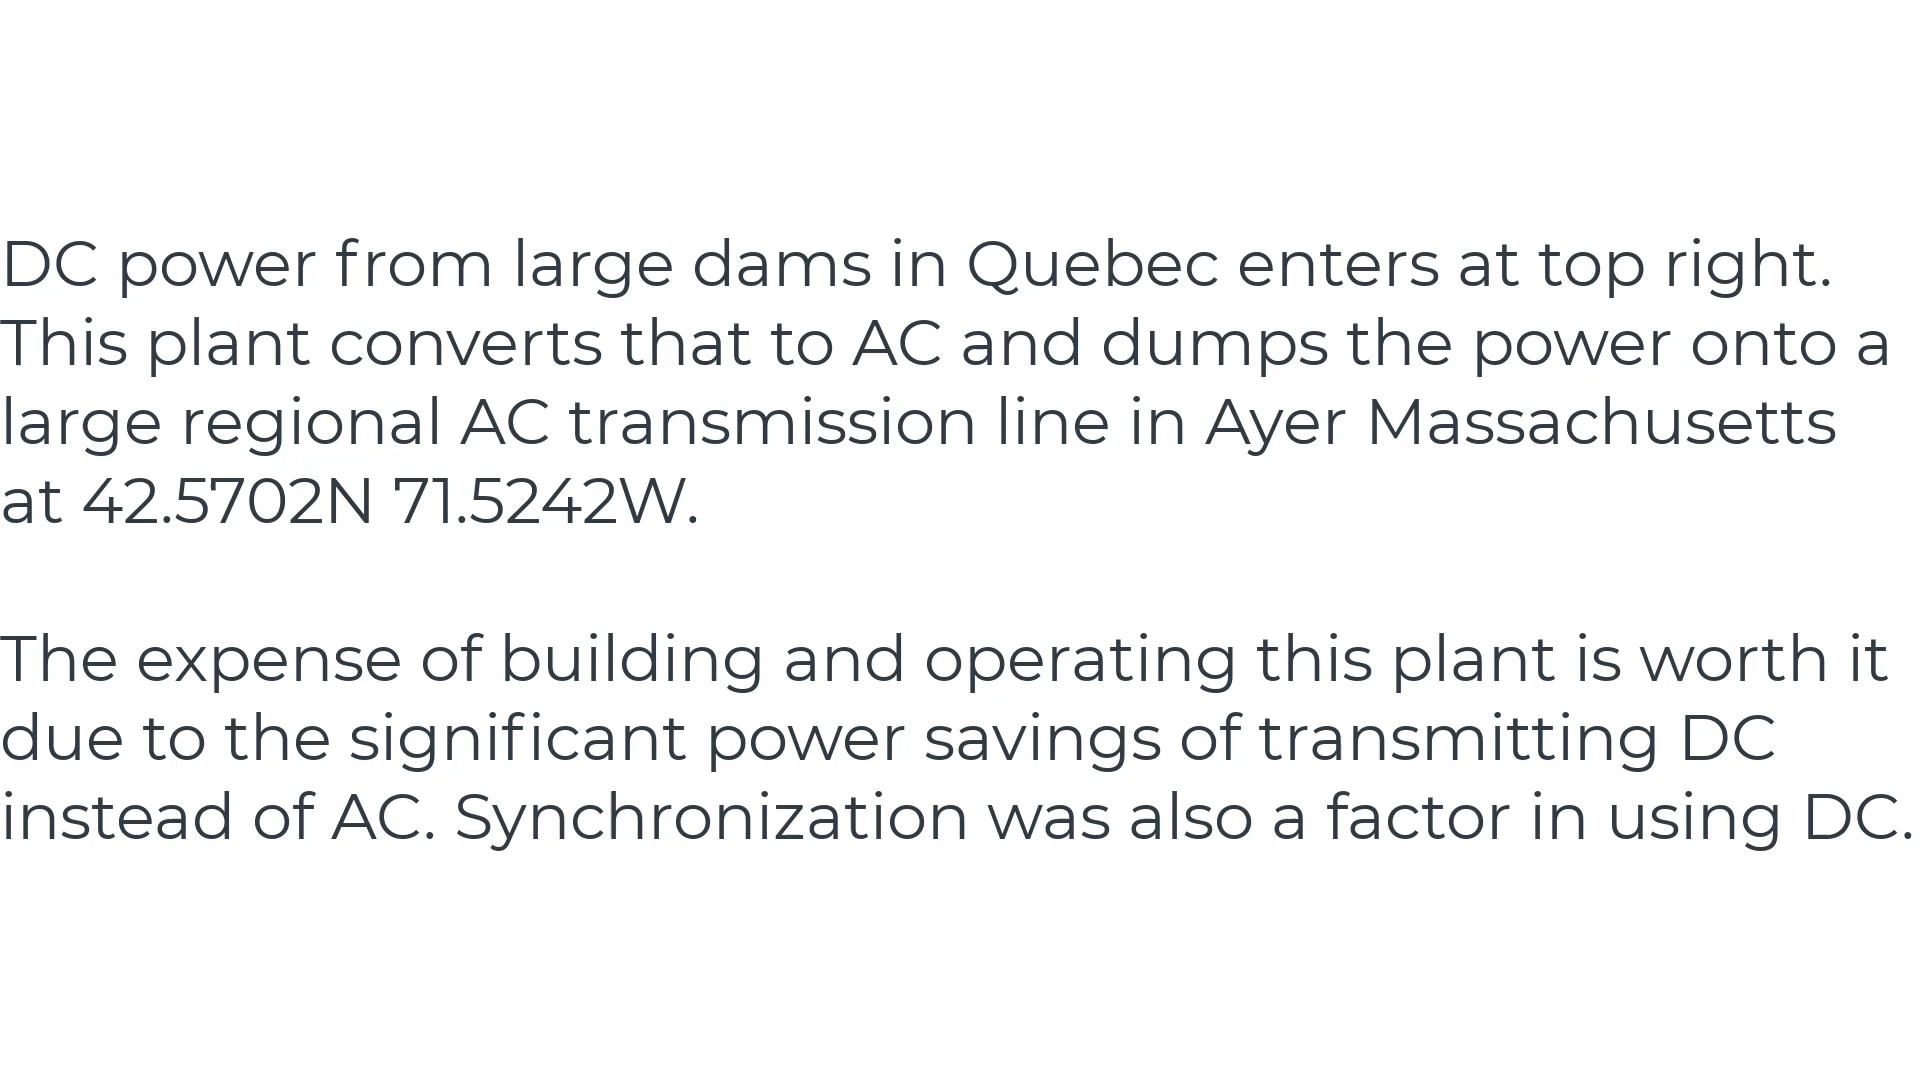 DC power from large dams in Quebec enters at top right.
This plant converts that to AC and dumps the power onto a
large regional AC transmission line in Ayer Massachusetts
at 42.5702N 71.5242W.
The expense of building and operating this plant is worth it
due to the significant power savings of transmitting DC
instead of AC. Synchronization was also a factor in using DC.